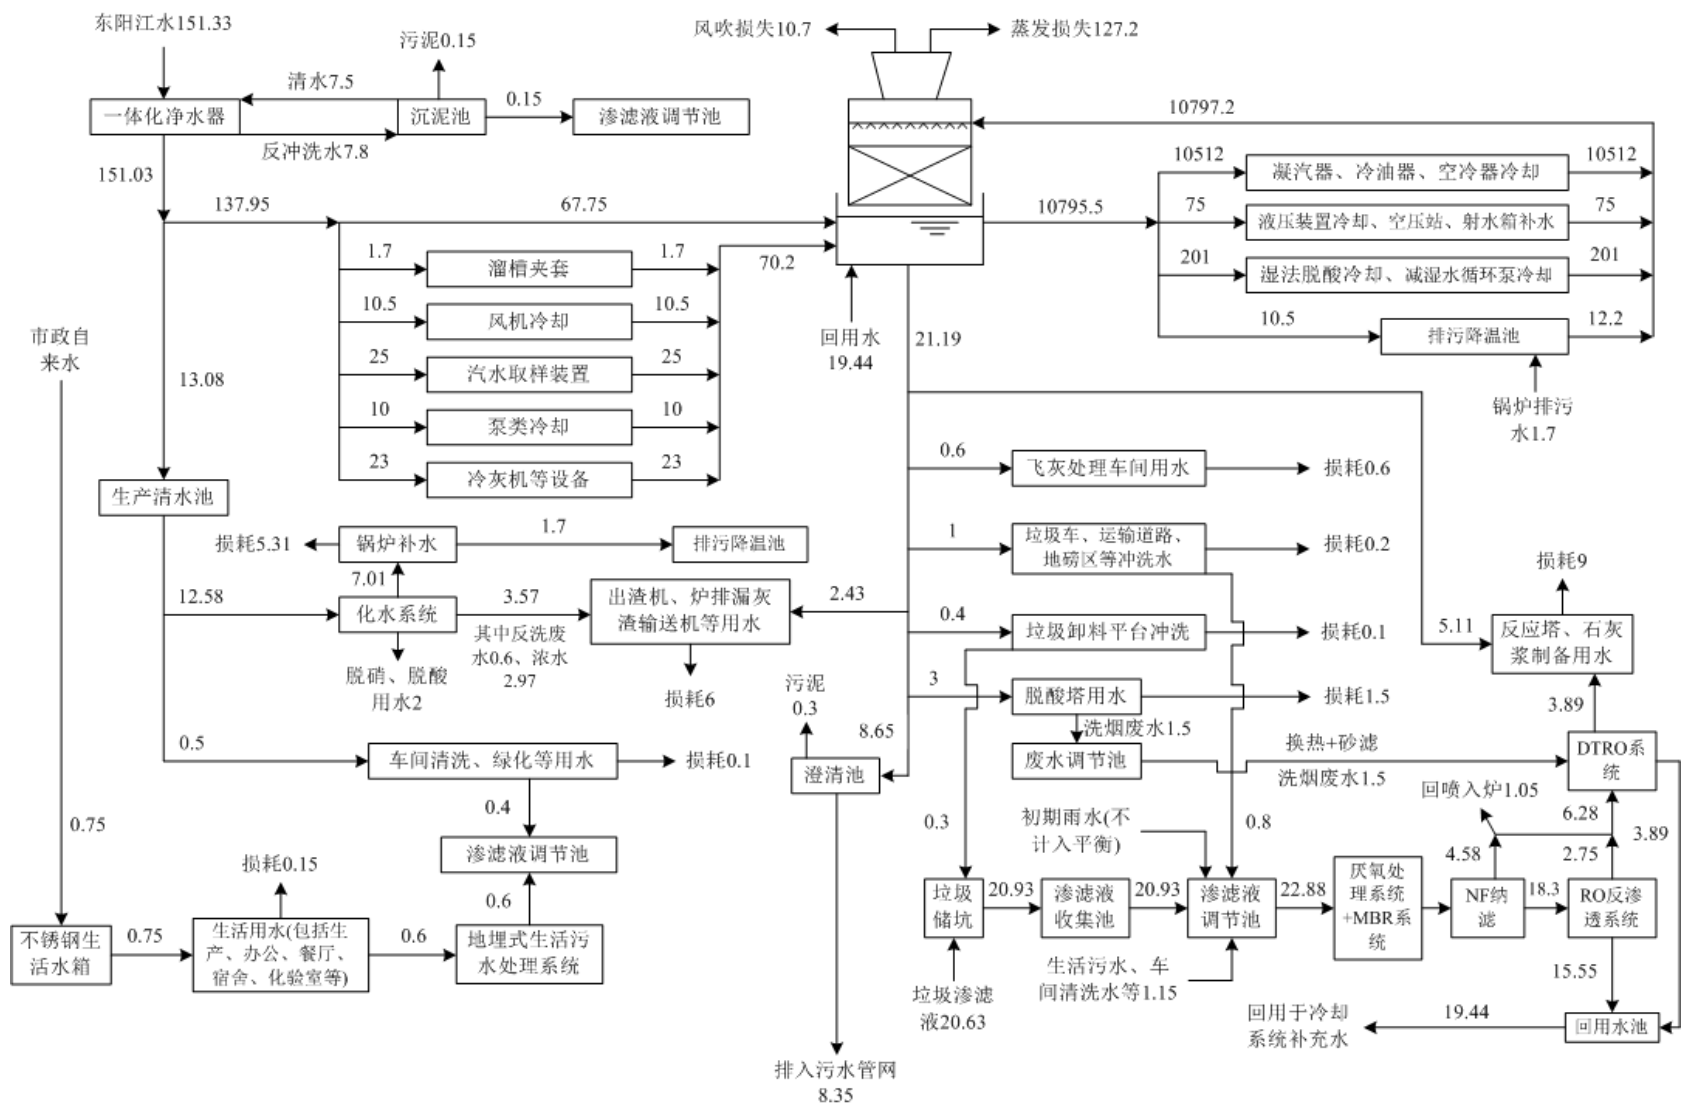 东阳江水151.33
污泥0.15
清水7.5
一体化净水器
沉泥池
0.15
渗滤液调节池
反冲洗水7.8
151.03
137.95
67.75
1.7
溜槽夹套
1.7
10.5
风机冷却
10.5
25
汽水取样装置
25
10
泵类冷却
10
23
冷灰机等设备
23
70.2
风吹损失10.7
蒸发损失127.2
10797.2
10795.5
10512
凝汽器、冷油器、空冷器冷却
10512
75
液压装置冷却、空压站、射水箱补水
75
201
湿法脱酸冷却、减湿水循环泵冷却
201
10.5
排污降温池
12.2
锅炉排污
水1.7
回用水
19.44
21.19
市政自
来水
13.08
生产清水池
损耗5.31
锅炉补水
1.7
排污降温池
7.01
12.58
化水系统
3.57
其中反洗废
水0.6、浓水
2.97
出渣机、炉排漏灰
渣输送机等用水
2.43
脱硝、脱酸
用水2
损耗6
0.5
车间清洗、绿化等用水
损耗0.1
0.4
渗滤液调节池
0.6
0.75
损耗0.15
不锈钢生
活水箱
0.75
生活用水(包括生
产、办公、餐厅、
宿舍、化验室等)
0.6
地埋式生活污
水处理系统
0.6
飞灰处理车间用水
损耗0.6
1
垃圾车、运输道路、
地磅区等冲洗水
损耗0.2
0.4
垃圾卸料平台冲洗
损耗0.1
3
脱酸塔用水
损耗1.5
洗烟废水1.5
废水调节池
换热+砂滤
洗烟废水1.5
污泥
0.3
8.65
澄清池
排入污水管网
8.35
损耗9
5.11
反应塔、石灰
浆制备用水
3.89
DTRO系
统
回喷入炉1.05
6.28
3.89
4.58
2.75
0.3
初期雨水(不
计入平衡)
0.8
垃圾
储坑
20.93
渗滤液
收集池
20.93
渗滤液
调节池
22.88
厌氧处
理系统
+MBR系
统
NF纳
滤
18.3
RO反渗
透系统
垃圾渗滤
液20.63
生活污水、车
间清洗水等1.15
15.55
回用于冷却
系统补充水
19.44
回用水池